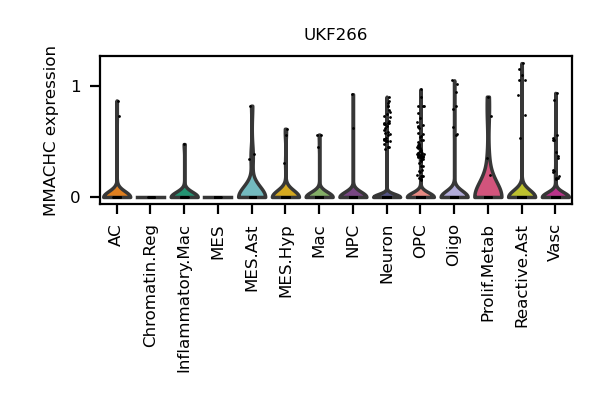 UKF266
MMACHC expression
1
0
AC
Chromatin.Reg
Inflammatory.Mac
MES
MES.Ast
MES.Hyp
Mac
NPC
Neuron
OPC
Oligo
Prolif.Metab
Reactive.Ast
Vasc